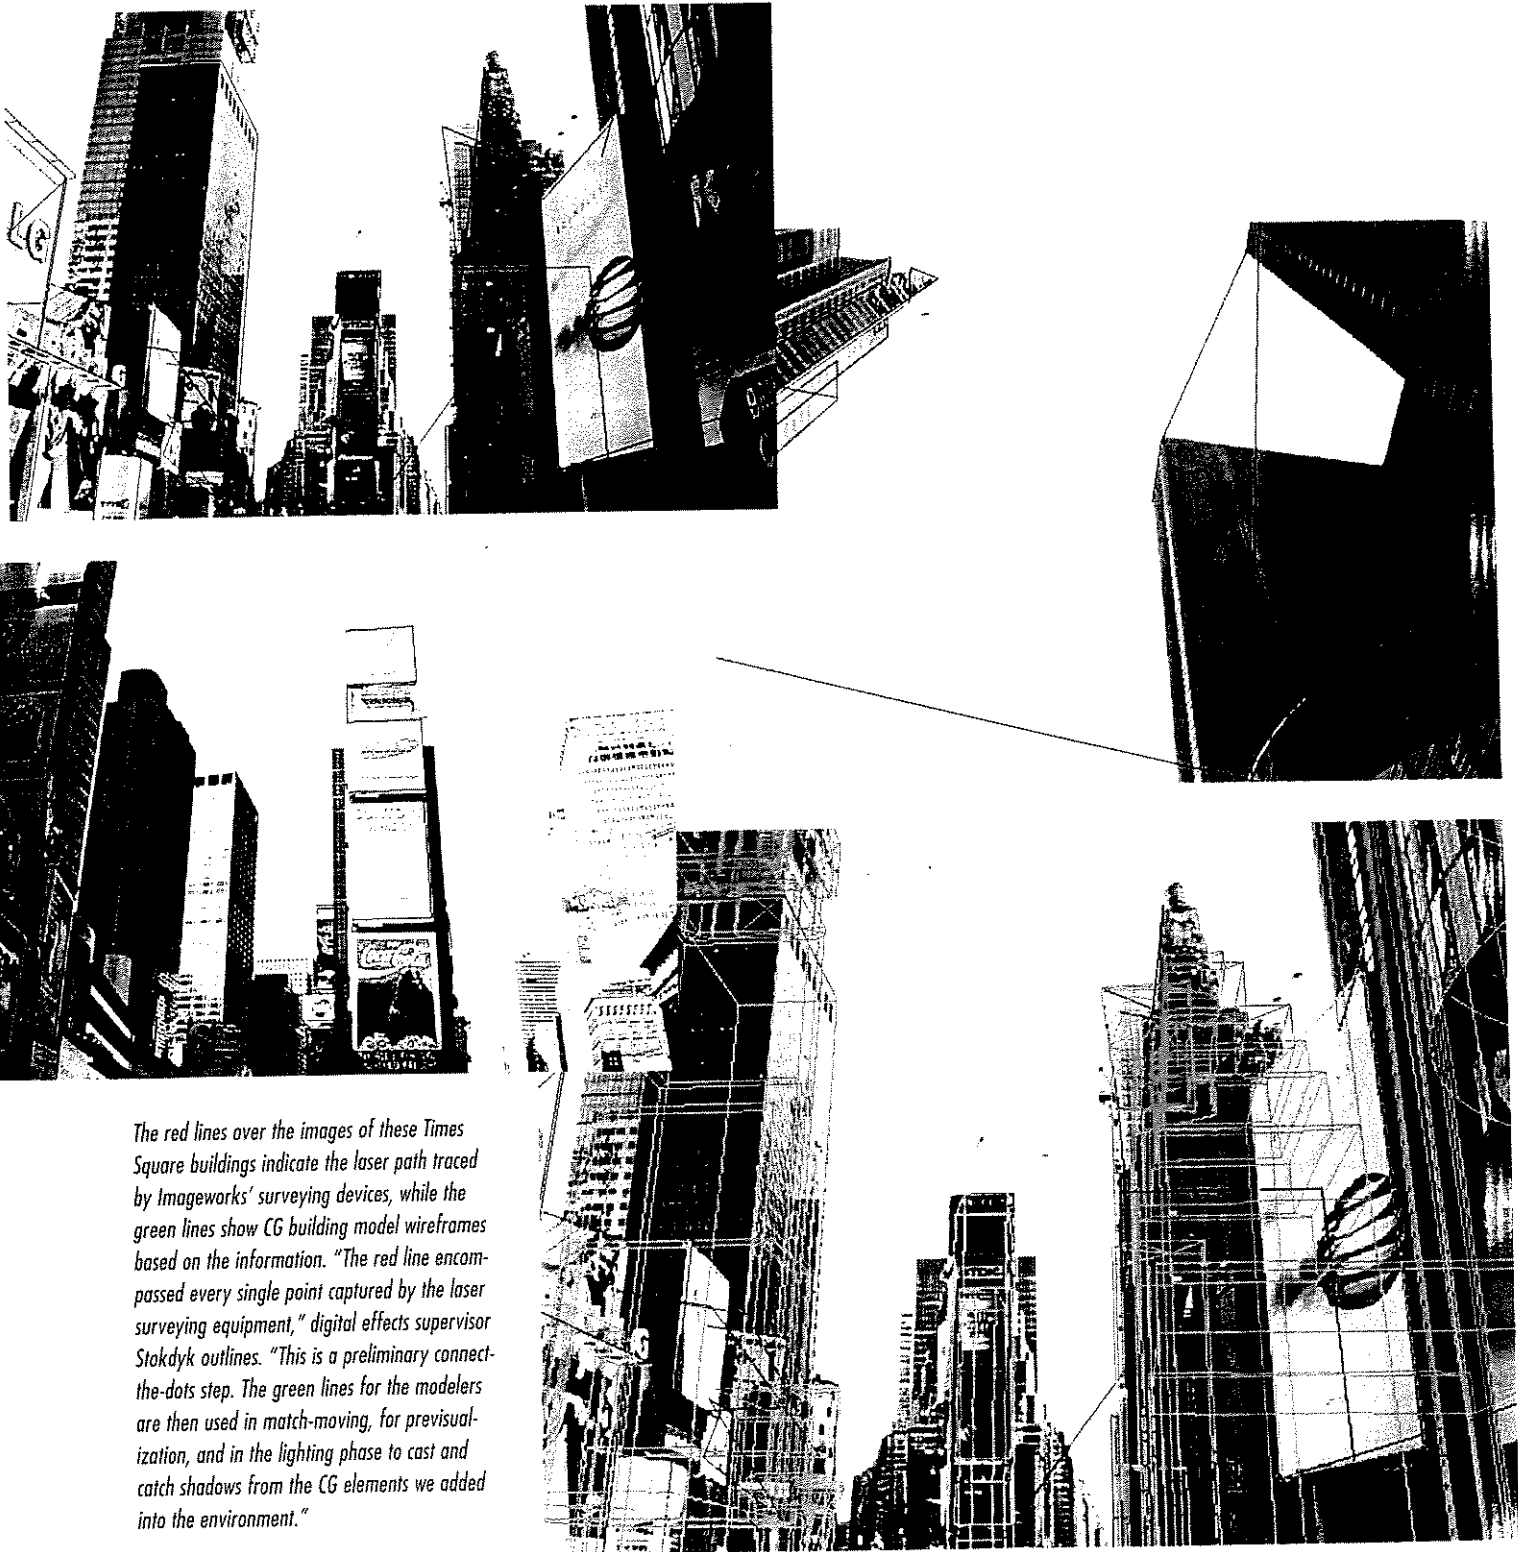 LG
Coca-Cola
The red lines over the images of these Times
Square buildings indicate the laser path traced
by Imageworks' surveying devices, while the
green lines show CG building model wireframes
based on the information. "The red line encom-
passed every single point captured by the laser
surveying equipment," digital effects supervisor
Stokdyk outlines. "This is a preliminary connect-
the-dots step. The green lines for the modelers
are then used in match-moving, for previsual-
ization, and in the lighting phase to cast and
catch shadows from the CG elements we added
into the environment."